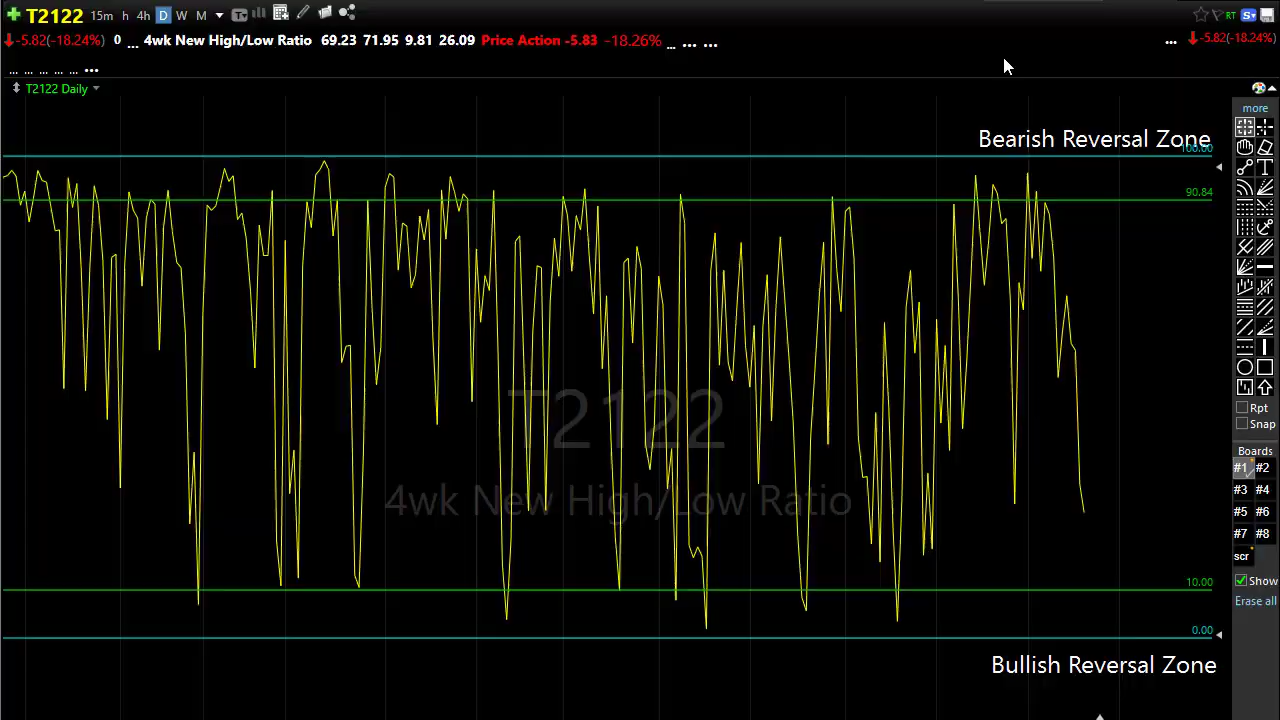 T2122 15m h 4h D W M RT
-5.82(-18.24%) 0 ... 4wk New High/Low Ratio 69.23 71.95 9.81 26.09 Price Action -5.83 -18.26% ... ... ... ... -5.82(-18.24%)
... ... ... ... ... ...
T2122 Daily
more
Bearish Reversal Zone
100.00
90.84
T2122
4wk New High/Low Ratio
Rpt
Snap
Boards
#1 #2
#3 #4
#5 #6
#7 #8
scr
10.00
Show
Erase all
0.00
Bullish Reversal Zone